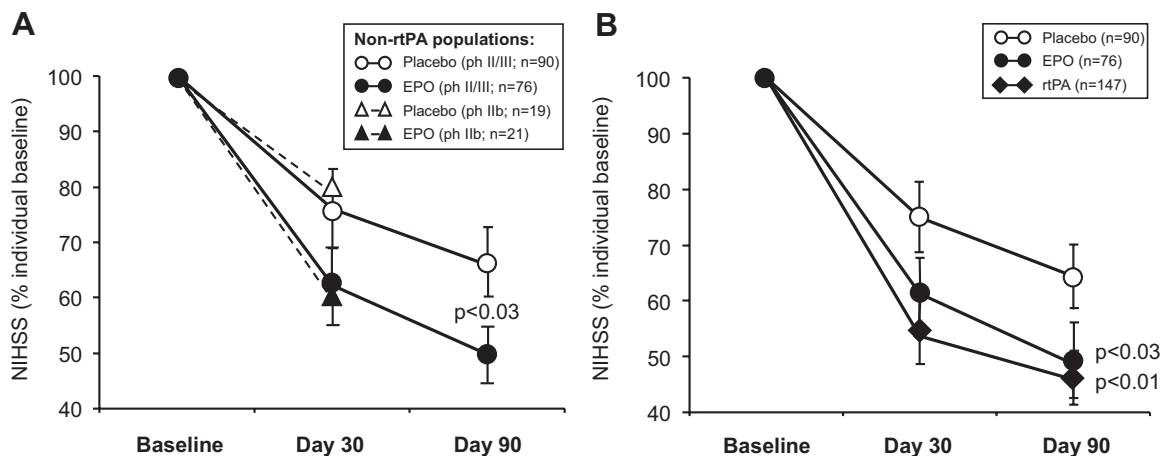 A
Non-rtPA populations:
Placebo (ph II/III; n=90)
EPO (ph II/III; n=76)
Placebo (ph IIb; n=19)
EPO (ph IIb; n=21)
NIHSS (% individual baseline)
100
90
80
70
60
50
40
p<0.03
Baseline Day 30 Day 90
B
Placebo (n=90)
EPO (n=76)
rtPA (n=147)
NIHSS (% individual baseline)
100
90
80
70
60
50
40
p<0.03
p<0.01
Baseline Day 30 Day 90